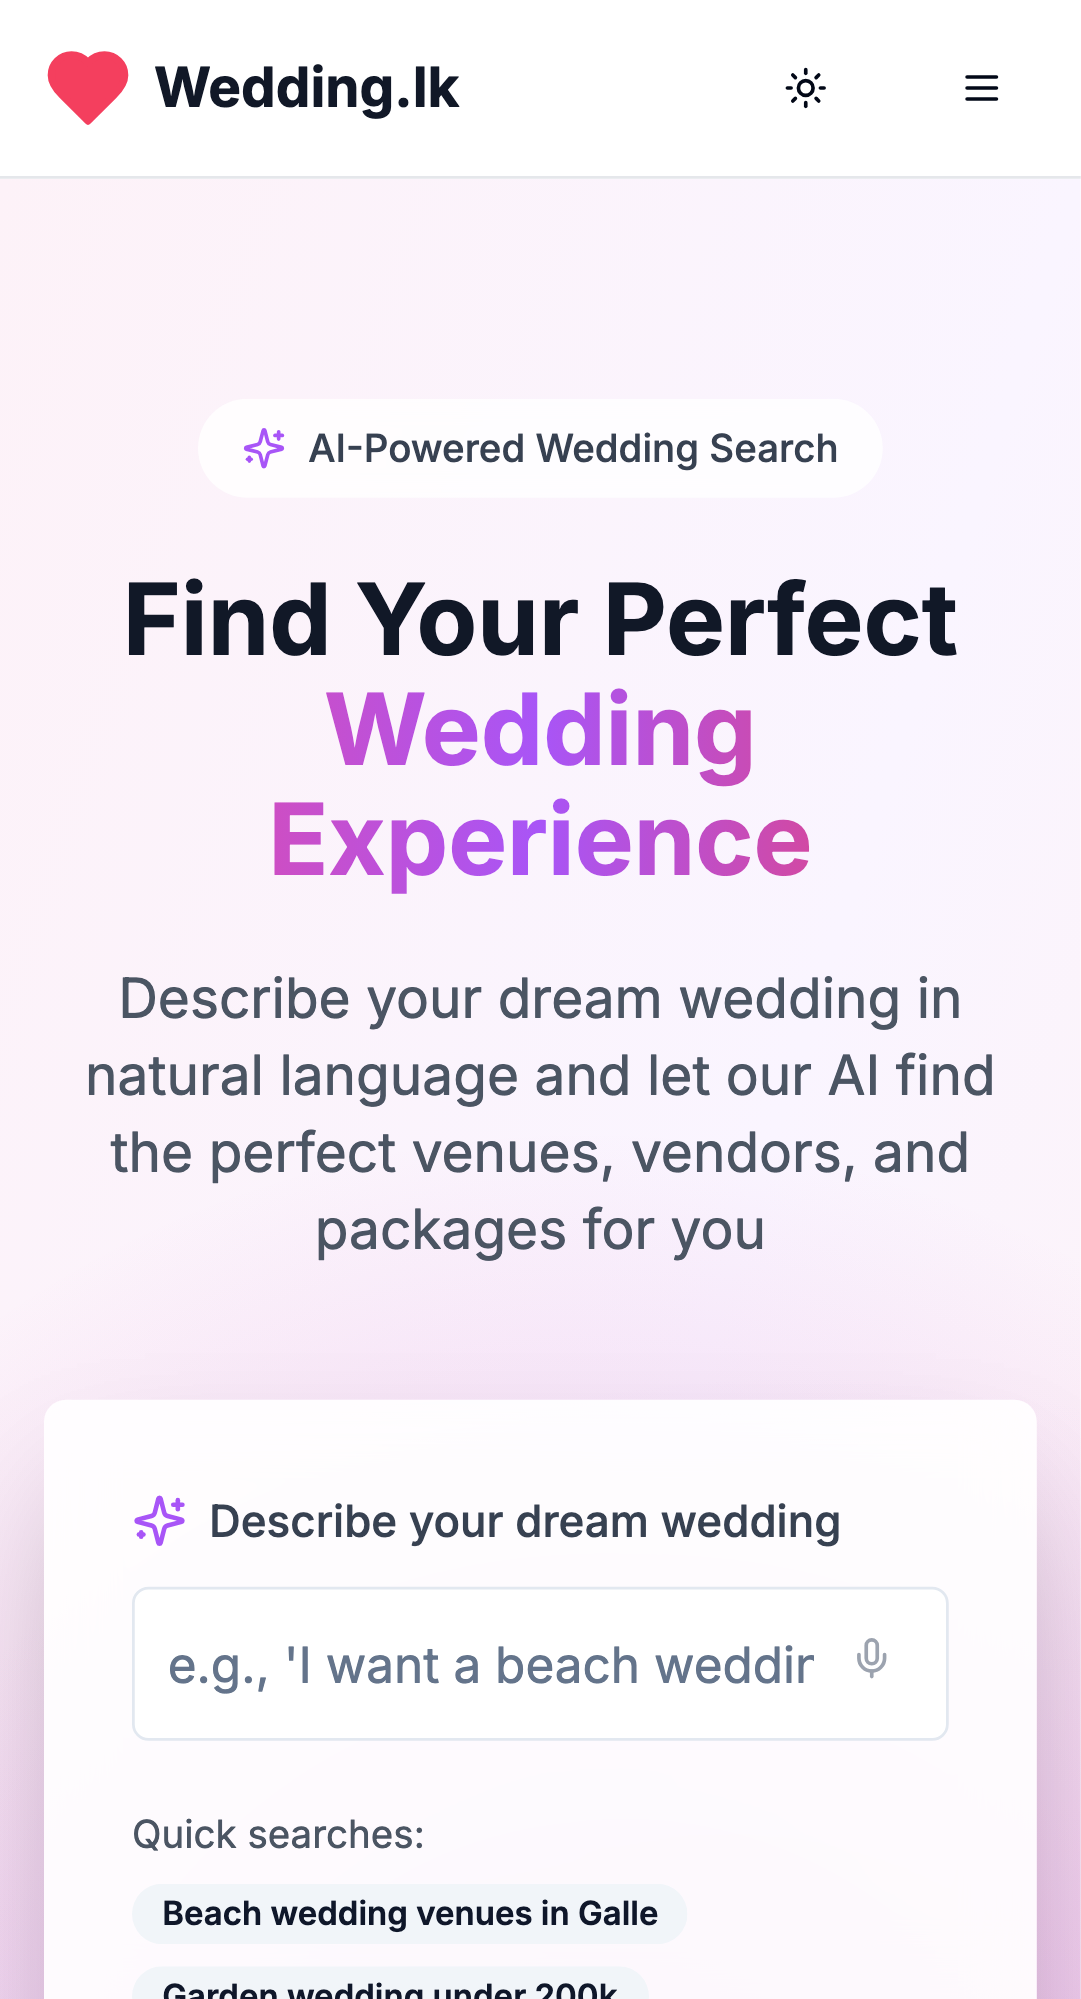 Wedding.lk
AI-Powered Wedding Search
Find Your Perfect
Wedding
Experience
Describe your dream wedding in
natural language and let our AI find
the perfect venues, vendors, and
packages for you
Describe your dream wedding
e.g., 'I want a beach weddin
Quick searches:
Beach wedding venues in Galle
Garden wedding under 200k